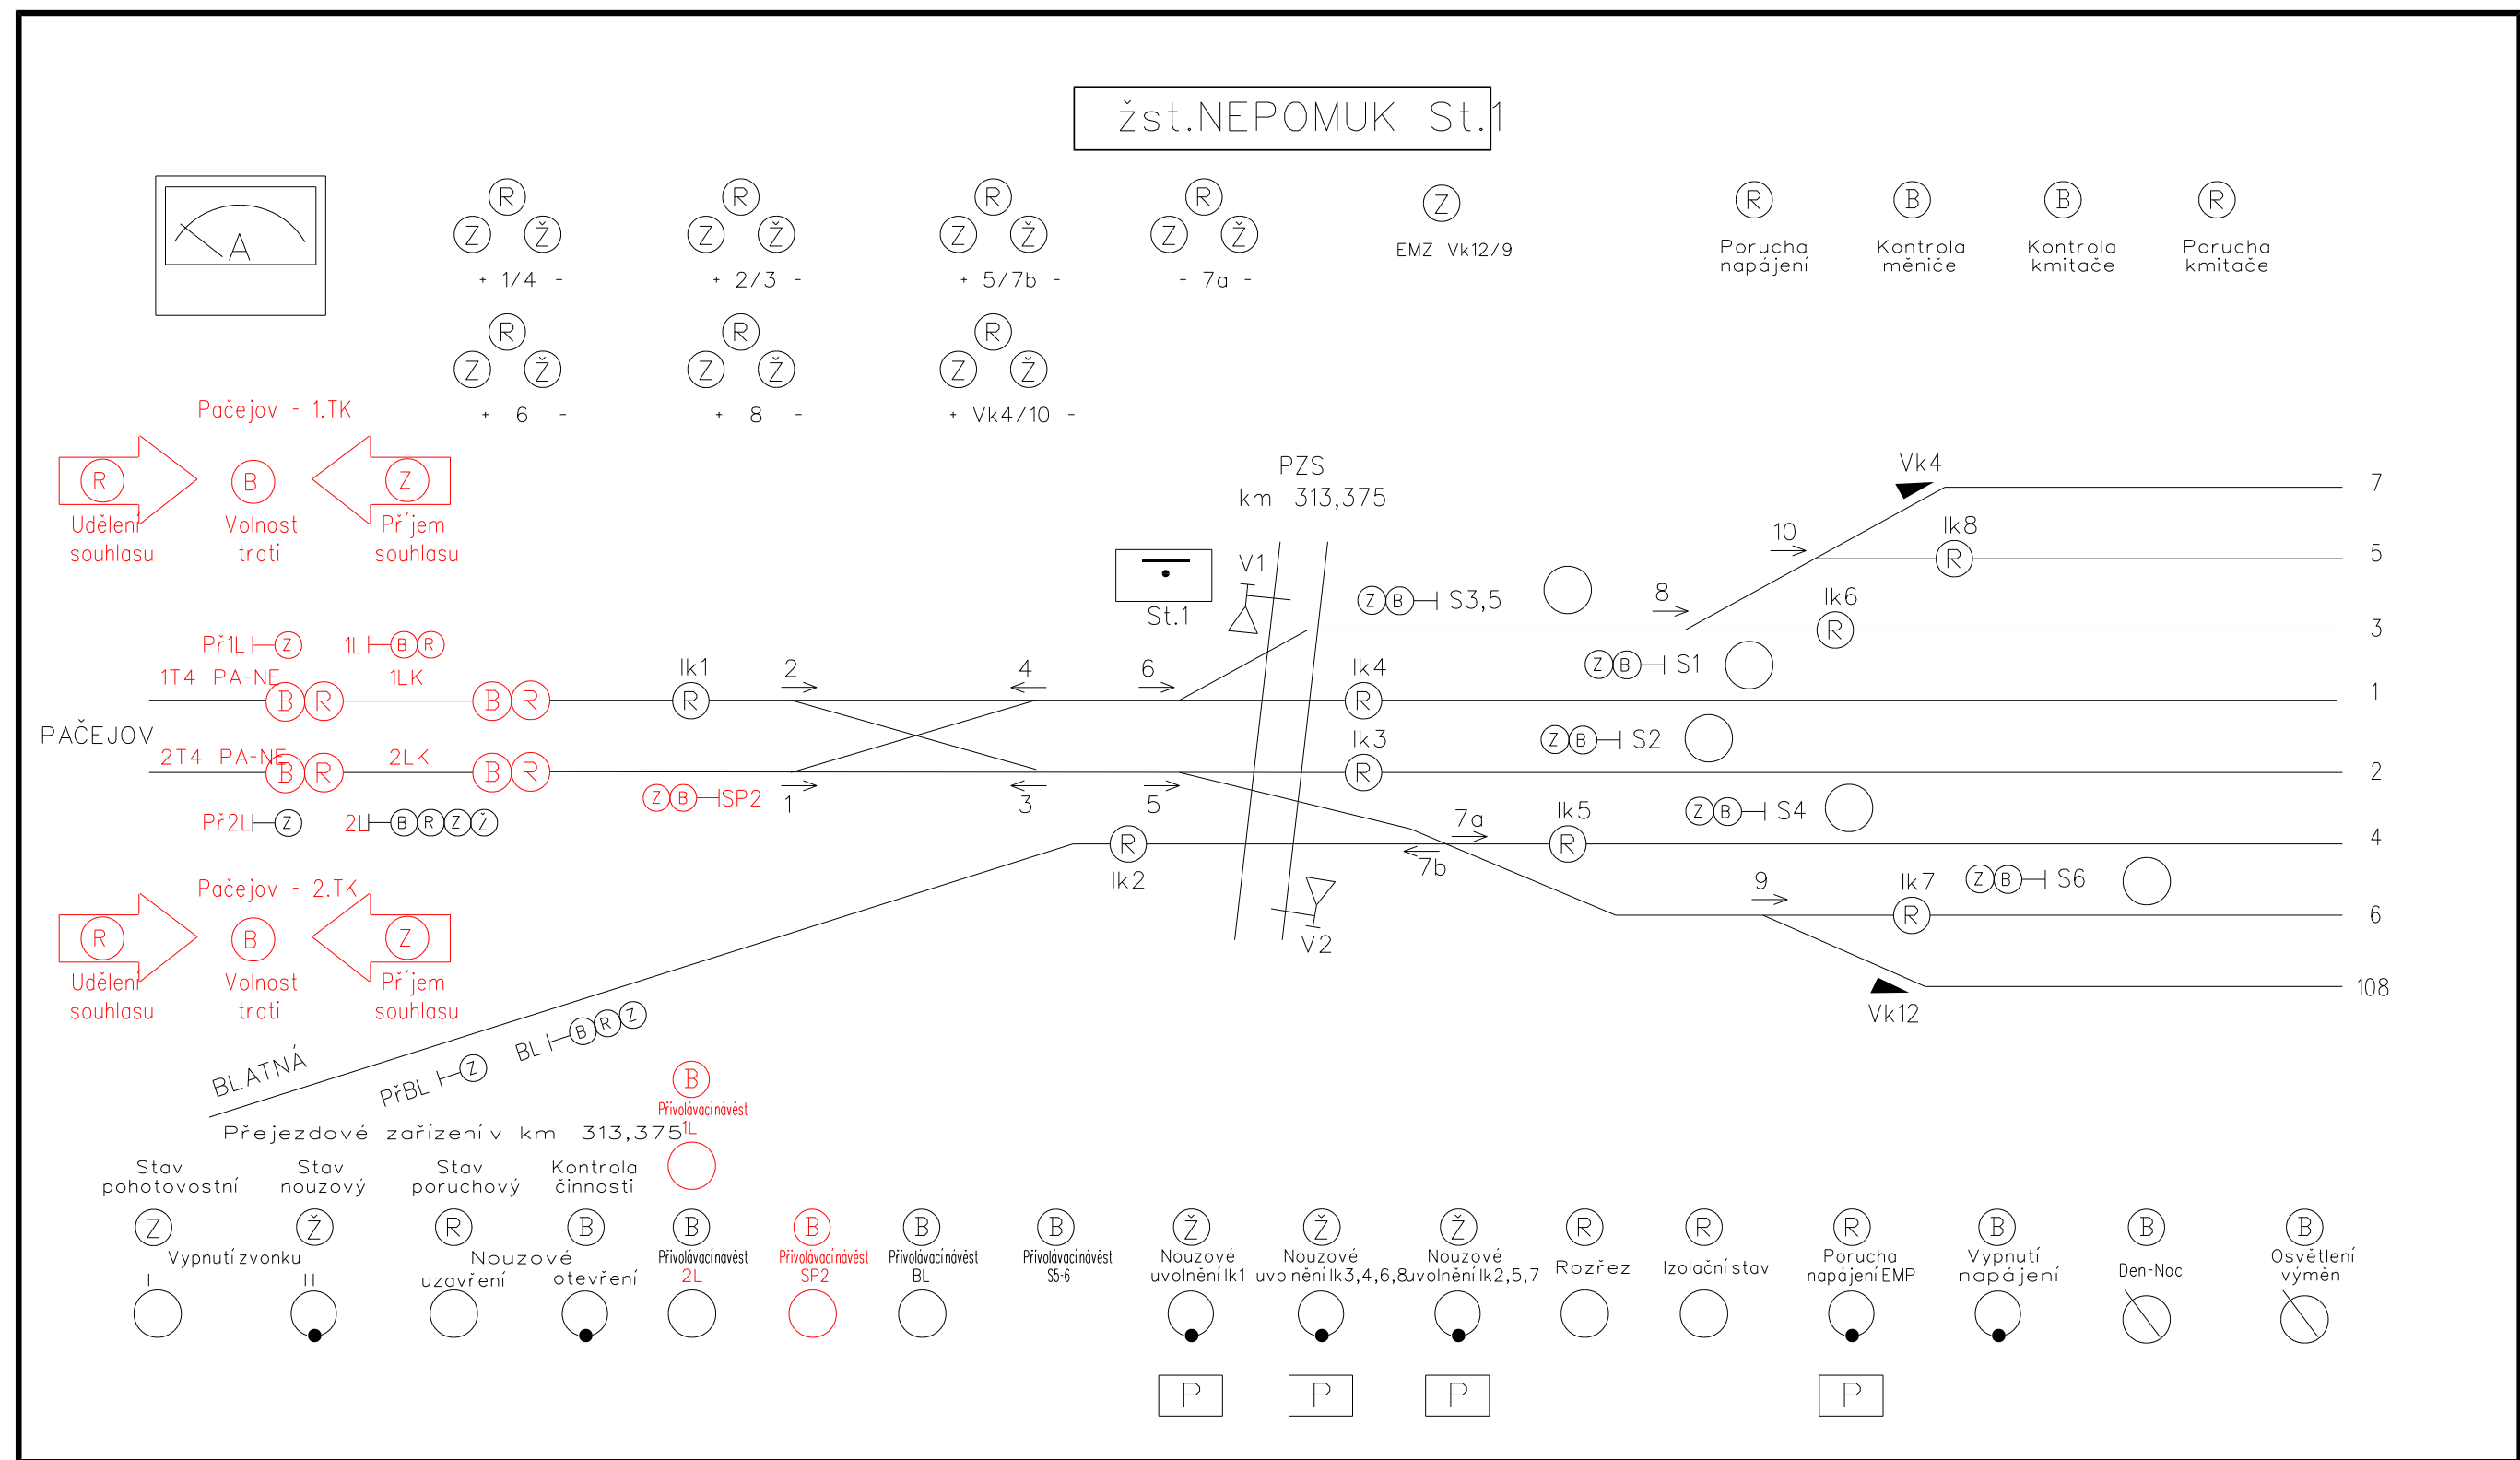 žst.NEPOMUK St.1
A
R R R R Z R B B R
Z Ž Z Ž Z Ž Z Ž
EMZ Vk12/9
Porucha napájení
Kontrola měniče
Kontrola kmitače
Porucha kmitače
+ 1/4 - + 2/3 - + 5/7b - + 7a -
R R R
Z Ž Z Ž Z Ž
+ 6 - + 8 - + Vk4/10 -
Pačejov - 1.TK
R B Z
Udělení souhlasu
Volnost trati
Příjem souhlasu
PZS
km 313,375
Vk4 7
10 Ik8 R 5
V1
St.1
Z B S3,5 8 Ik6 R 3
Př1L Z 1L B R
Z B S1
1T4 PA-NE B R 1LK B R Ik1 R 2 4 6 Ik4 R 1
PAČEJOV
Z B S2
2T4 PA-NE B R 2LK B R Ik3 R 2
Z B SP2 1 3 5
Př2L Z 2L B R Z Ž
Z B S4
7a Ik5 R 4
Ik2 R 7b
Pačejov - 2.TK
R B Z
Udělení souhlasu
Volnost trati
Příjem souhlasu
9 Ik7 R Z B S6 6
V2
Vk12 108
BLATNÁ
PřBL Z BL B R Z
B
Přivolávací návěst
1L
Přejezdové zařízení v km 313,375
Stav pohotovostní
Stav nouzový
Stav poruchový
Kontrola činnosti
Z Ž R B B B B B Ž Ž Ž R R R B B B
Vypnutí zvonku
I II
Nouzové
uzavření otevření
Přivolávací návěst
2L
Přivolávací návěst
SP2
Přivolávací návěst
BL
Přivolávací návěst
S5-6
Nouzové
uvolnění Ik1
Nouzové
uvolnění Ik3,4,6,8
Nouzové
uvolnění Ik2,5,7
Rozřez
Izolační stav
Porucha
napájení EMP
Vypnutí
napájení
Den-Noc
Osvětlení
výměn
P P P P